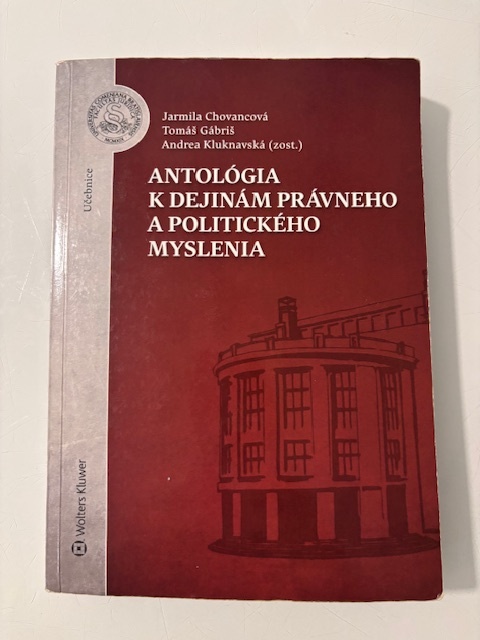 Jarmila Chovancová
Tomáš Gábriš
Andrea Kluknavská (zost.)
ANTOLÓGIA
K DEJINÁM PRÁVNEHO
A POLITICKÉHO
MYSLENIA
Učebnice
Wolters Kluwer